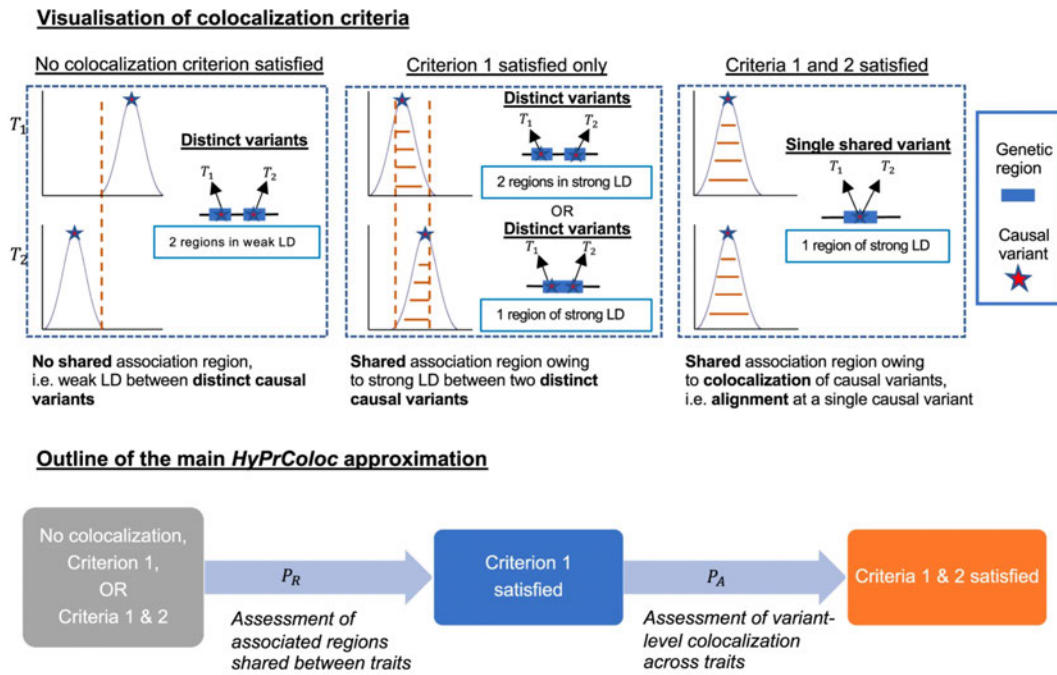 Visualisation of colocalization criteria
No colocalization criterion satisfied
T1
T2
Distinct variants
T1
T2
2 regions in weak LD
No shared association region,
i.e. weak LD between distinct causal
variants
Criterion 1 satisfied only
Distinct variants
T1
T2
2 regions in strong LD
OR
Distinct variants
T1
T2
1 region of strong LD
Shared association region owing
to strong LD between two distinct
causal variants
Criteria 1 and 2 satisfied
Single shared variant
T1
T2
1 region of strong LD
Shared association region owing
to colocalization of causal variants,
i.e. alignment at a single causal variant
Genetic
region
Causal
variant
Outline of the main HyPrColoc approximation
No colocalization,
Criterion 1,
OR
Criteria 1 & 2
PR
Assessment of
associated regions
shared between traits
Criterion 1
satisfied
PA
Assessment of variant-
level colocalization
across traits
Criteria 1 & 2 satisfied